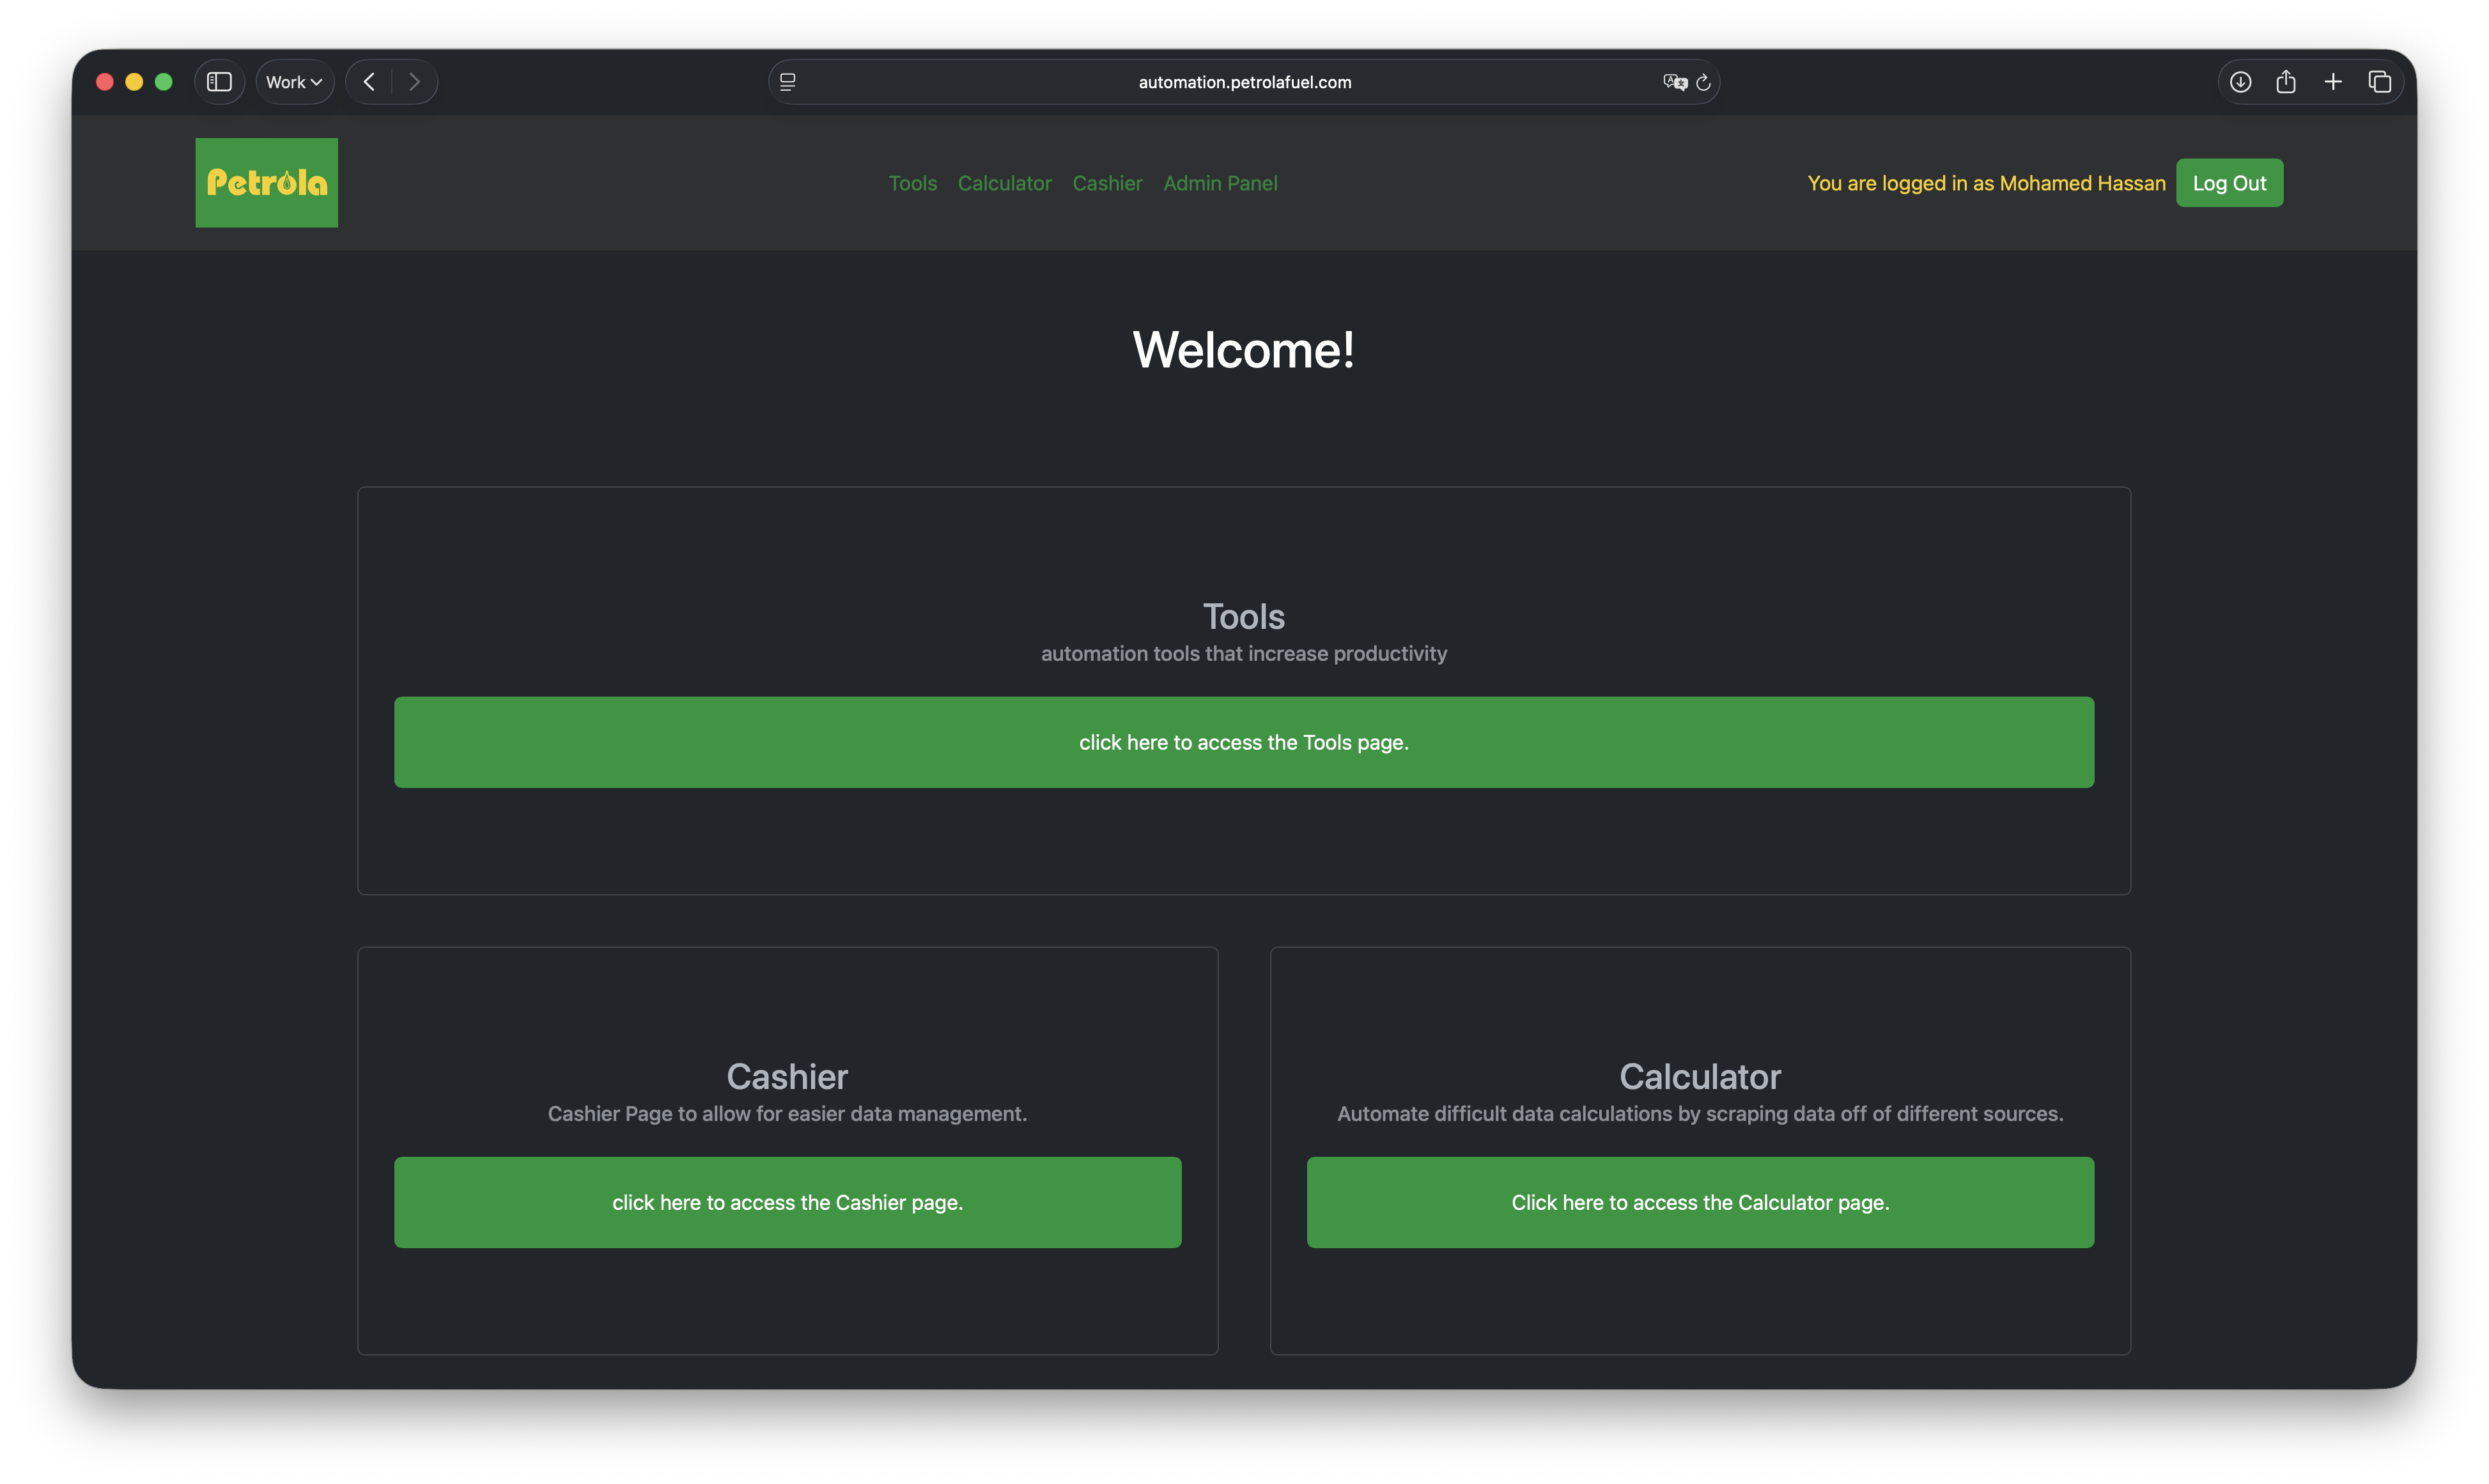 Work
automation.petrolafuel.com
Petrola
Tools Calculator Cashier Admin Panel
You are logged in as Mohamed Hassan
Log Out
Welcome!
Tools
automation tools that increase productivity
click here to access the Tools page.
Cashier
Cashier Page to allow for easier data management.
click here to access the Cashier page.
Calculator
Automate difficult data calculations by scraping data off of different sources.
Click here to access the Calculator page.